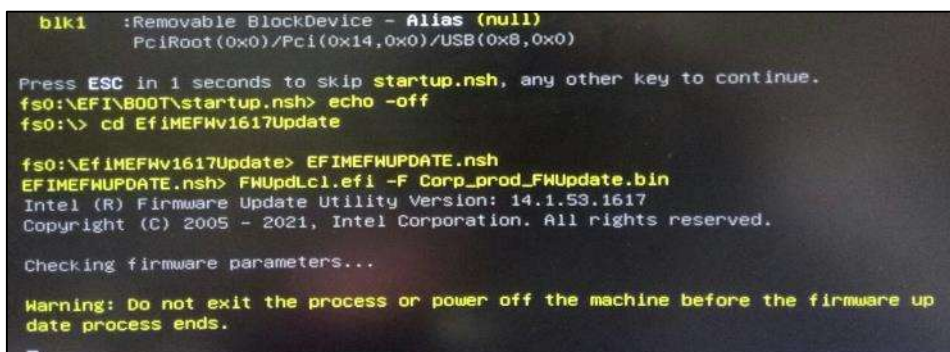 blk1 :Removable BlockDevice - Alias (null)
PciRoot(0x0)/Pci(0x14,0x0)/USB(0x8,0x0)
Press ESC in 1 seconds to skip startup.nsh, any other key to continue.
fs0:\EFI\BOOT\startup.nsh> echo -off
fs0:\> cd EfiMEFWv1617Update
fs0:\EfiMEFWv1617Update> EFIMEFWUPDATE.nsh
EFIMEFWUPDATE.nsh> FWUpdLcl.efi -F Corp_prod_FWUpdate.bin
Intel (R) Firmware Update Utility Version: 14.1.53.1617
Copyright (C) 2005 - 2021, Intel Corporation. All rights reserved.
Checking firmware parameters...
Warning: Do not exit the process or power off the machine before the firmware up
date process ends.